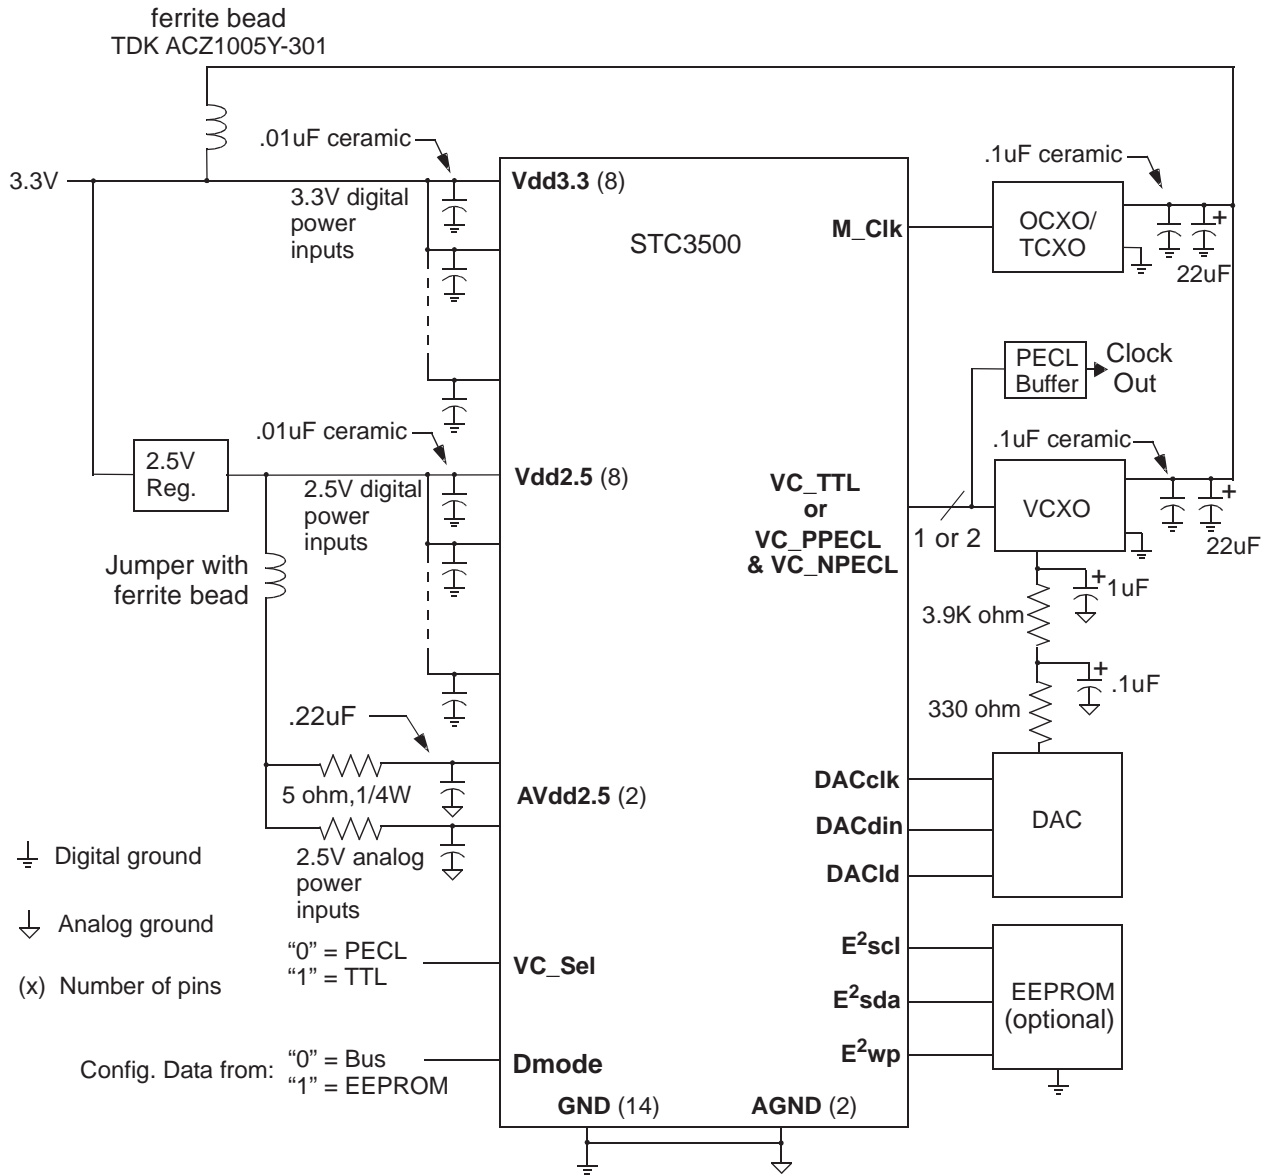 ferrite bead
TDK ACZ1005Y-301
.01uF ceramic
3.3V
Vdd3.3 (8)
3.3V digital
power
inputs
STC3500
M_Clk
.1uF ceramic
OCXO/
TCXO
+
22uF
PECL
Buffer
Clock
Out
.01uF ceramic
2.5V
Reg.
Vdd2.5 (8)
2.5V digital
power
inputs
VC_TTL
or
VC_PPECL
& VC_NPECL
1 or 2
.1uF ceramic
VCXO
+
22uF
Jumper with
ferrite bead
+
1uF
3.9K ohm
+
.1uF
330 ohm
.22uF
5 ohm,1/4W
AVdd2.5 (2)
2.5V analog
power
inputs
DACclk
DACdin
DACld
DAC
Digital ground
Analog ground
(x) Number of pins
“0” = PECL
“1” = TTL
VC_Sel
E²scl
E²sda
E²wp
EEPROM
(optional)
Config. Data from:
“0” = Bus
“1” = EEPROM
Dmode
GND (14)
AGND (2)